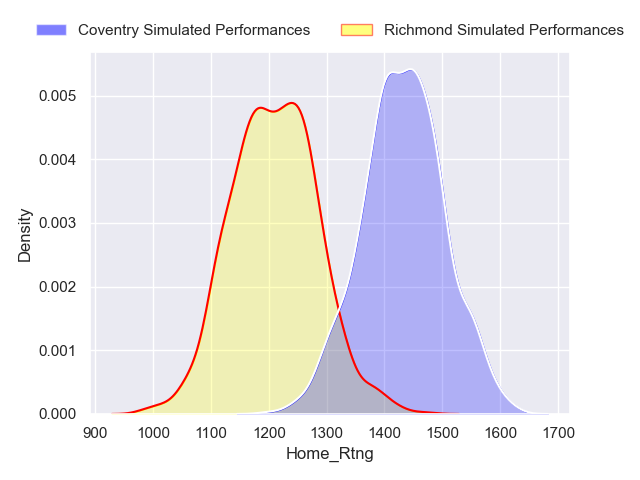 Coventry Simulated Performances Richmond Simulated Performances
0.005
0.004
0.003
0.002
0.001
0.000
Density
900 1000 1100 1200 1300 1400 1500 1600 1700
Home_Rtng